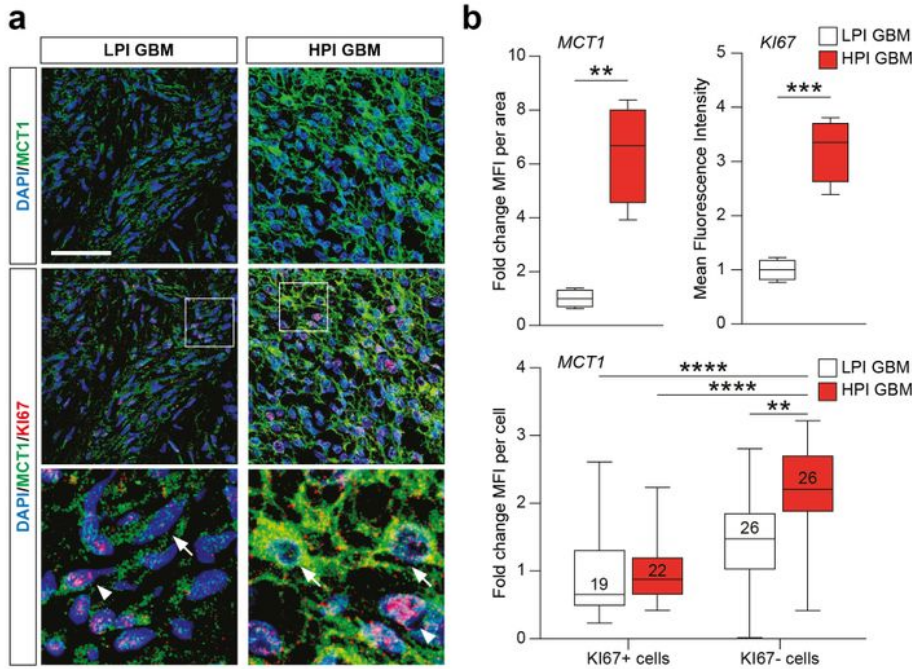 a
LPI GBM
HPI GBM
DAPI/MCT1
DAPI/MCT1/KI67
b
MCT1
Fold change MFI per area
10
8
6
4
2
0
**
KI67
LPI GBM
HPI GBM
Mean Fluorescence Intensity
5
4
3
2
1
0
***
MCT1
LPI GBM
HPI GBM
Fold change MFI per cell
4
3
2
1
0
****
****
**
19
22
26
26
KI67+ cells
KI67- cells